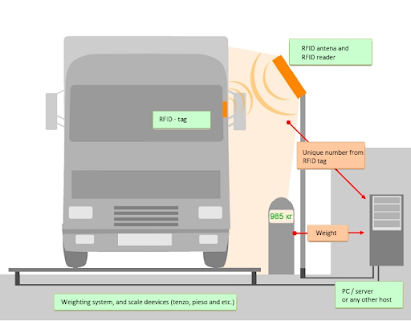 RFID antena and
RFID reader
RFID - tag
Unique number from
RFID tag
985 кг
Weight
PC / server
or any other host
Weighting system, and scale deevices (tenzo, pieso and etc.)